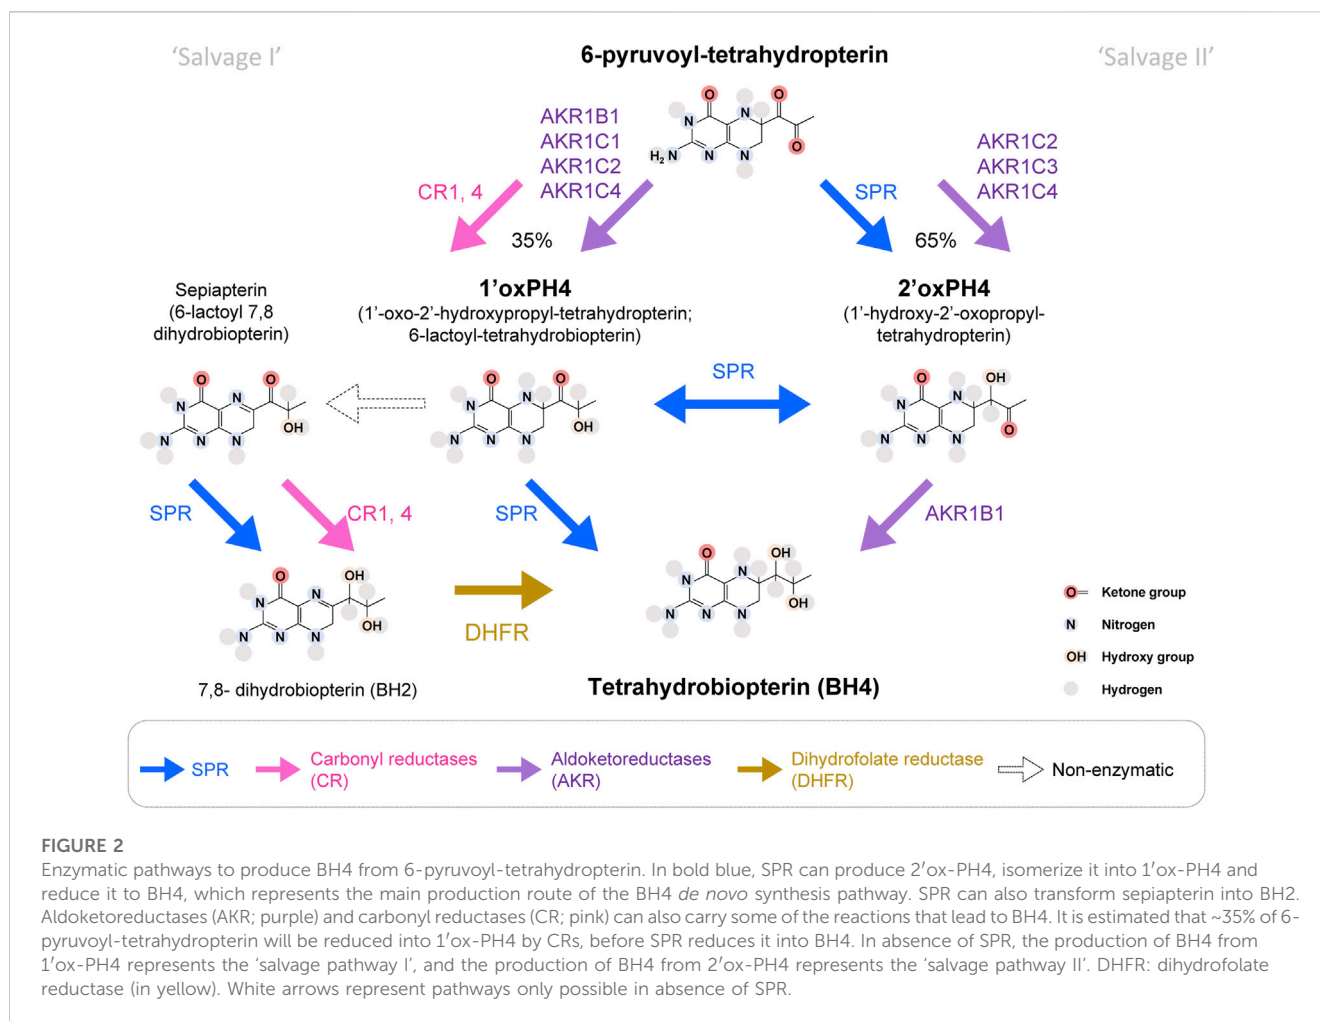 'Salvage I'
6-pyruvoyl-tetrahydropterin
'Salvage II'
AKR1B1
AKR1C1
AKR1C2
AKR1C4
CR1, 4
O
O
N
N
O
H2 N
N
N
SPR
AKR1C2
AKR1C3
AKR1C4
35%
65%
Sepiapterin
(6-lactoyl 7,8
dihydrobiopterin)
1'oxPH4
(1'-oxo-2'-hydroxypropyl-tetrahydropterin;
6-lactoyl-tetrahydrobiopterin)
2'oxPH4
(1'-hydroxy-2'-oxopropyl-
tetrahydropterin)
O
O
N
N
OH
N
N
N
O
O
N
N
OH
N
N
N
SPR
O
OH
N
N
O
N
N
N
SPR
CR1, 4
SPR
AKR1B1
O
OH
N
N
OH
N
N
N
DHFR
O
OH
N
N
OH
N
N
N
7,8- dihydrobiopterin (BH2)
Tetrahydrobiopterin (BH4)
O Ketone group
N Nitrogen
OH Hydroxy group
Hydrogen
SPR
Carbonyl reductases
(CR)
Aldoketoreductases
(AKR)
Dihydrofolate reductase
(DHFR)
Non-enzymatic
FIGURE 2
Enzymatic pathways to produce BH4 from 6-pyruvoyl-tetrahydropterin. In bold blue, SPR can produce 2′ox-PH4, isomerize it into 1′ox-PH4 and
reduce it to BH4, which represents the main production route of the BH4 de novo synthesis pathway. SPR can also transform sepiapterin into BH2.
Aldoketoreductases (AKR; purple) and carbonyl reductases (CR; pink) can also carry some of the reactions that lead to BH4. It is estimated that ~35% of 6-
pyruvoyl-tetrahydropterin will be reduced into 1′ox-PH4 by CRs, before SPR reduces it into BH4. In absence of SPR, the production of BH4 from
1′ox-PH4 represents the ‘salvage pathway I’, and the production of BH4 from 2′ox-PH4 represents the ‘salvage pathway II’. DHFR: dihydrofolate
reductase (in yellow). White arrows represent pathways only possible in absence of SPR.